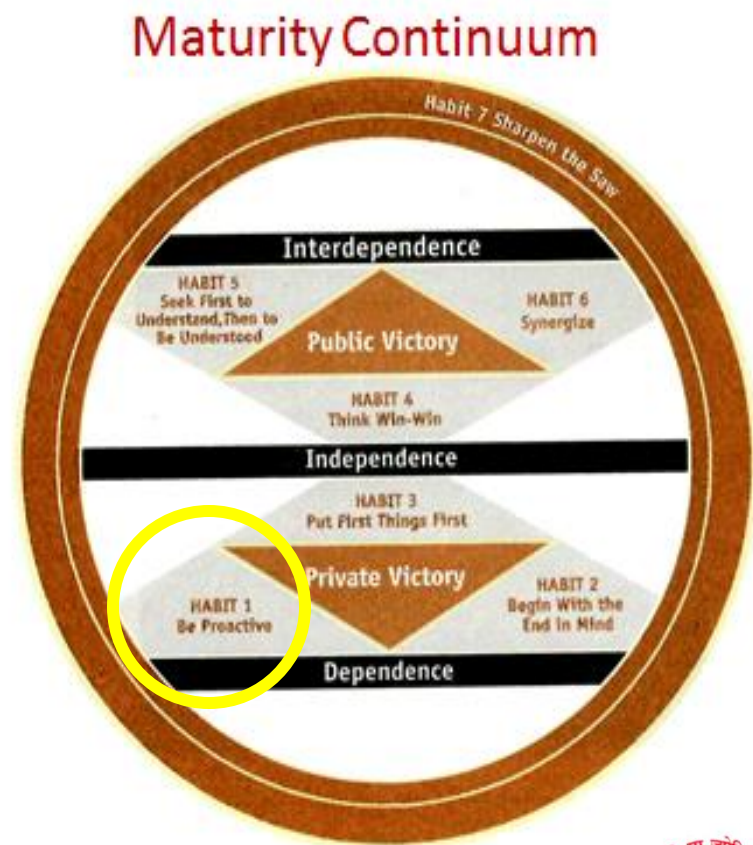 Maturity Continuum
Habit 7 Sharpen the Saw
Interdependence
HABIT 5
Seek First to
Understand,Then to
Be Understood
HABIT 6
Synergize
Public Victory
HABIT 4
Think Win-Win
Independence
HABIT 3
Put First Things First
Private Victory
HABIT 1
Be Proactive
HABIT 2
Begin With the
End in Mind
Dependence